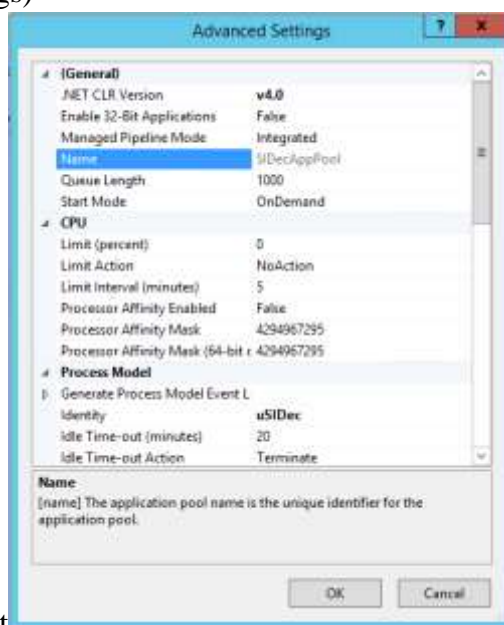 gs)
Advanced Settings
? x
(General)
.NET CLR Version v4.0
Enable 32-Bit Applications False
Managed Pipeline Mode Integrated
Name SIDecAppPool
Queue Length 1000
Start Mode OnDemand
CPU
Limit (percent) 0
Limit Action NoAction
Limit Interval (minutes) 5
Processor Affinity Enabled False
Processor Affinity Mask 4294967295
Processor Affinity Mask (64-bit r 4294967295
Process Model
Generate Process Model Event L
Identity uSIDec
Idle Time-out (minutes) 20
Idle Time-out Action Terminate
Name
[name] The application pool name is the unique identifier for the
application pool.
OK Cancel
t